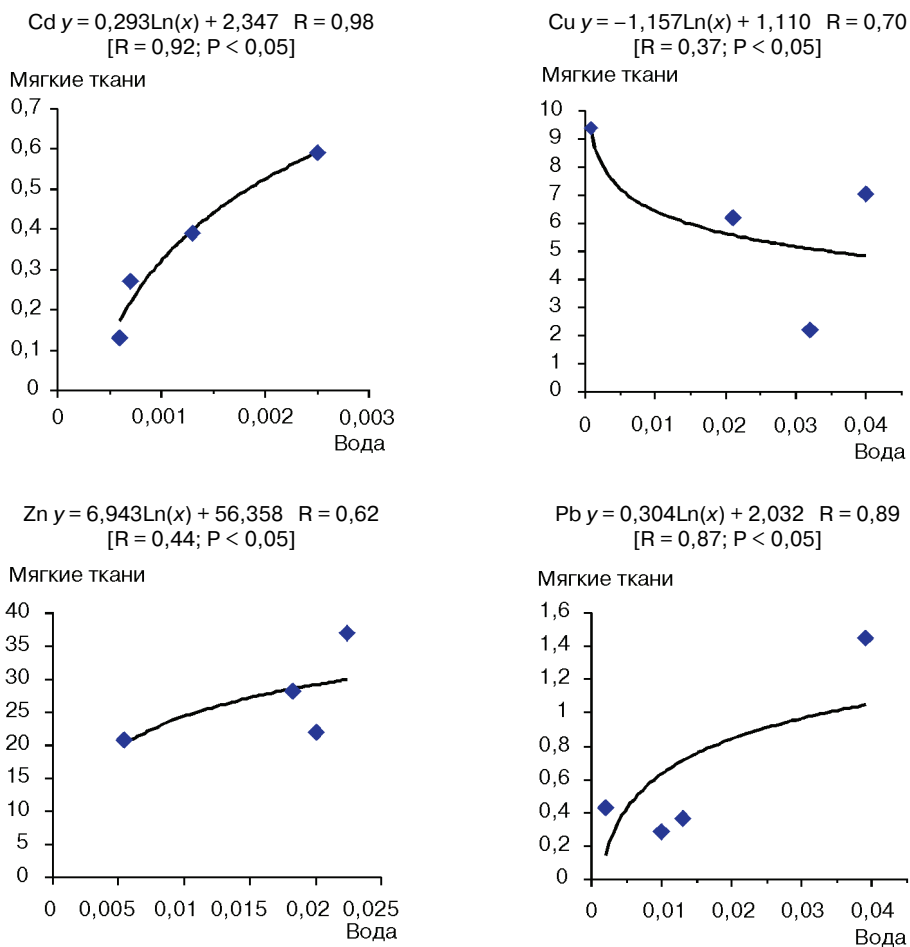 Cd y = 0,293Ln(x) + 2,347 R = 0,98
[R = 0,92; P < 0,05]
Мягкие ткани
0,7
0,6
0,5
0,4
0,3
0,2
0,1
0
0 0,001 0,002 0,003
Вода
Cu y = −1,157Ln(x) + 1,110 R = 0,70
[R = 0,37; P < 0,05]
Мягкие ткани
10
9
8
7
6
5
4
3
2
1
0
0 0,01 0,02 0,03 0,04
Вода
Zn y = 6,943Ln(x) + 56,358 R = 0,62
[R = 0,44; P < 0,05]
Мягкие ткани
40
35
30
25
20
15
10
5
0
0 0,005 0,01 0,015 0,02 0,025
Вода
Pb y = 0,304Ln(x) + 2,032 R = 0,89
[R = 0,87; P < 0,05]
Мягкие ткани
1,6
1,4
1,2
1
0,8
0,6
0,4
0,2
0
0 0,01 0,02 0,03 0,04
Вода